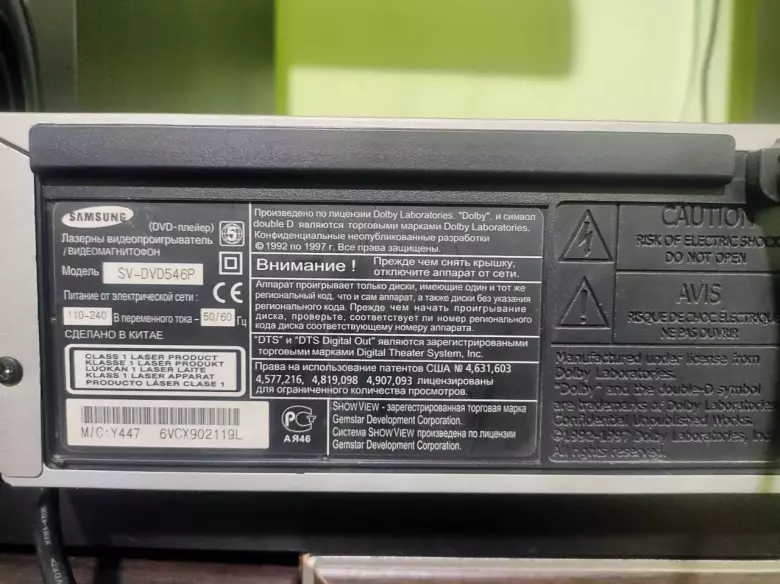 SAMSUNG
(DVD-плейер)
5
Лазерны видеопроигрыватель
/ВИДЕОМАГНИТОФОН
Модель SV-DVD546P
Питание от электрической сети :
110-240 В переменного тока - 50/60 Гц
СДЕЛАНО В КИТАЕ
CLASS 1 LASER PRODUCT
KLASSE 1 LASER PRODUKT
LUOKAN 1 LASER LAITE
KLASS 1 LASER APPARAT
PRODUCTO LÁSER CLASE 1
M/C:Y447 6VCX902119L
Произведено по лицензии Dolby Laboratories. "Dolby", и символ
double D являются торговыми марками Dolby Laboratories.
Конфиденциальные неопубликованные разработки
© 1992 по 1997 г. Все права защищены.
Внимание ! Прежде чем снять крышку,
отключите аппарат от сети.
Аппарат проигрывает только диски, имеющие один и тот же
региональный код, что и сам аппарат, а также диски без указания
регионального кода. Прежде чем начать проигрывание
диска, проверьте, соответствует ли номер регионального
кода диска соответствующему номеру аппарата.
"DTS" и "DTS Digital Out" являются зарегистрированными
торговыми марками Digital Theater System, Inc.
Права на использование патентов США № 4,631,603
4,577,216, 4,819,098 4,907,093 лицензированы
для ограниченного количества просмотров.
АЯ46
SHOWVIEW - зарегистрированная торговая марка
Gemstar Development Corporation.
Система SHOWVIEW произведена по лицензии
Gemstar Development Corporation.
CAUTION
RISK OF ELECTRIC SHOCK
DO NOT OPEN
AVIS
RISQUE DE CHOC ÉLECTRIQUE
NE PAS OUVRIR
Manufactured under license from
Dolby Laboratories.
"Dolby" and the double-D symbol
are trademarks of Dolby Laboratories
Confidential Unpublished Works.
©1992-1997 Dolby Laboratories, Inc.
All rights reserved.